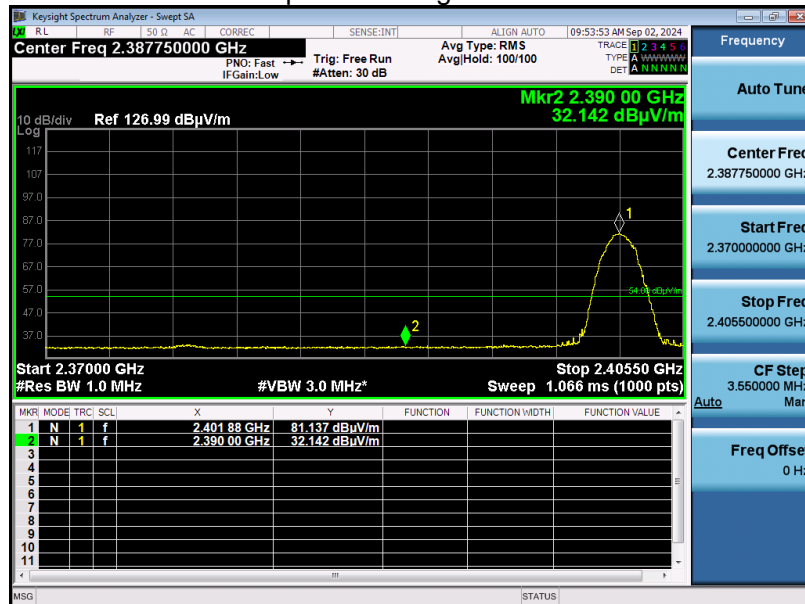 Keysight Spectrum Analyzer - Swept SA
LXI RL RF 50 Ω AC CORREC SENSE:INT ALIGN AUTO 09:53:53 AM Sep 02, 2024
Center Freq 2.387750000 GHz
PNO: Fast
IFGain:Low
Trig: Free Run
#Atten: 30 dB
Avg Type: RMS
Avg|Hold: 100/100
TRACE 1 2 3 4 5 6
TYPE A WWWWW
DET A N N N N N
Mkr2 2.390 00 GHz
32.142 dBµV/m
10 dB/div Ref 126.99 dBµV/m
Log
117
107
97.0
87.0
77.0
67.0
57.0
47.0
37.0
1
2
Start 2.37000 GHz Stop 2.40550 GHz
#Res BW 1.0 MHz #VBW 3.0 MHz* Sweep 1.066 ms (1000 pts)
MKR MODE TRC SCL X Y FUNCTION FUNCTION WIDTH FUNCTION VALUE
1 N 1 f 2.401 88 GHz 81.137 dBµV/m
2 N 1 f 2.390 00 GHz 32.142 dBµV/m
3
4
5
6
7
8
9
10
11
MSG STATUS
Frequency
Auto Tune
Center Freq
2.387750000 GHz
Start Freq
2.370000000 GHz
Stop Freq
2.405500000 GHz
CF Step
3.550000 MHz
Auto Man
Freq Offset
0 Hz